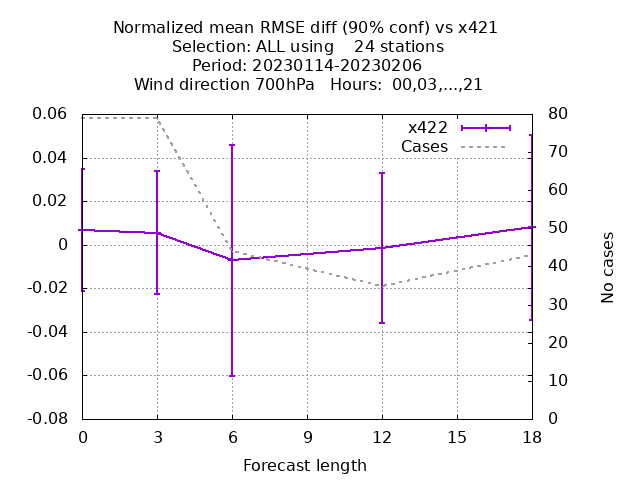 Normalized mean RMSE diff (90% conf) vs x421
Selection: ALL using    24 stations
Period: 20230114-20230206
Wind direction 700hPa   Hours:  00,03,...,21
x422
Cases
0.06
0.04
0.02
0
-0.02
-0.04
-0.06
-0.08
80
70
60
50
40
30
20
10
0
No cases
0 3 6 9 12 15 18
Forecast length